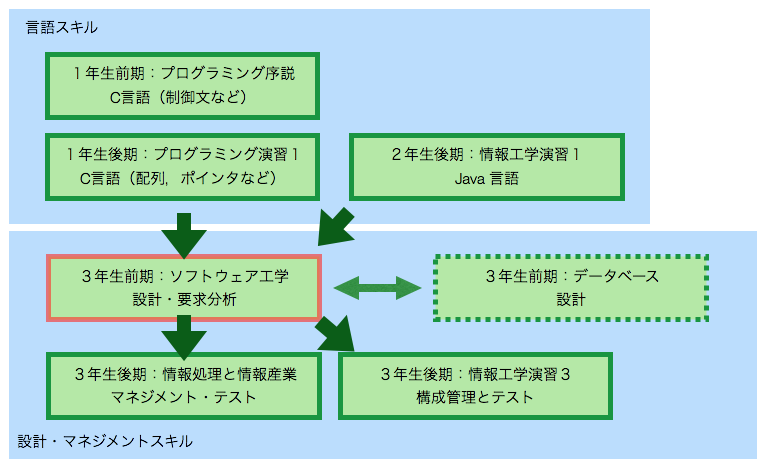 言語スキル
１年生前期：プログラミング序説
C言語（制御文など）
１年生後期：プログラミング演習１
C言語（配列，ポインタなど）
２年生後期：情報工学演習１
Java 言語
３年生前期：ソフトウェア工学
設計・要求分析
３年生前期：データベース
設計
３年生後期：情報処理と情報産業
マネジメント・テスト
３年生後期：情報工学演習３
構成管理とテスト
設計・マネジメントスキル